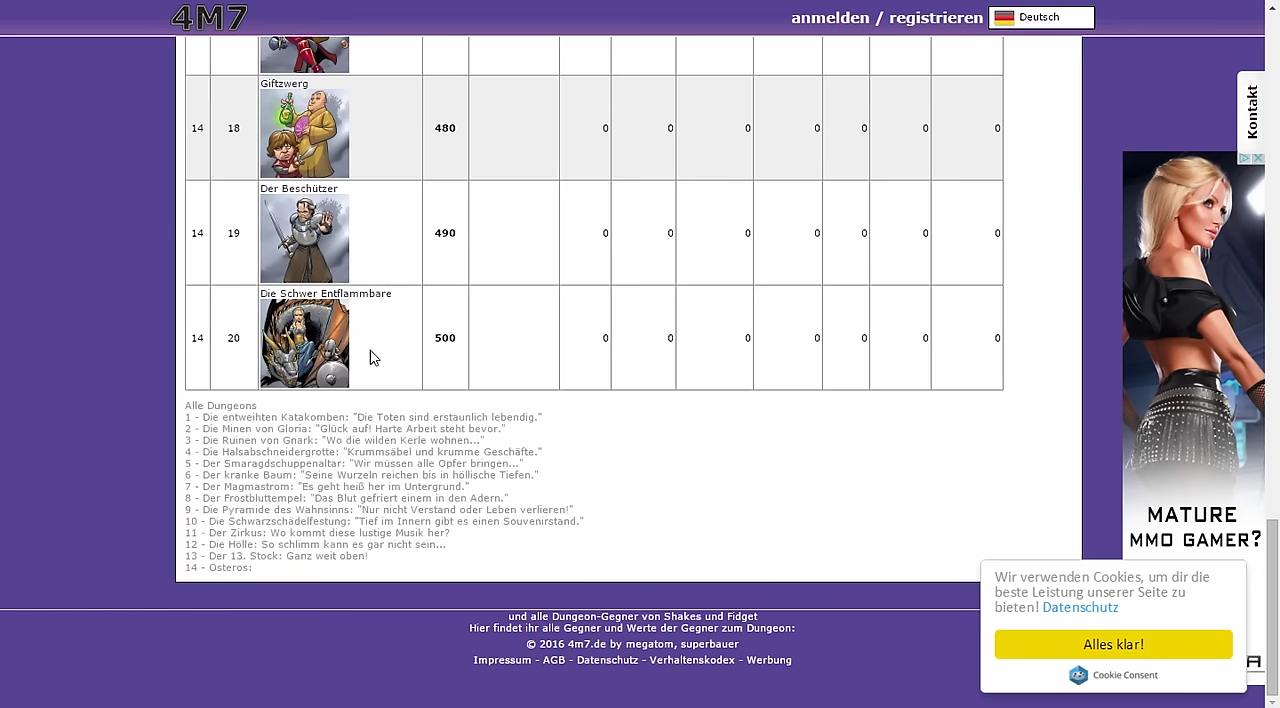 4M7
anmelden / registrieren
Deutsch
Kontakt
Giftzwerg
14 18 480 0 0 0 0 0 0 0
Der Beschützer
14 19 490 0 0 0 0 0 0 0
Die Schwer Entflammbare
14 20 500 0 0 0 0 0 0 0
Alle Dungeons
1 - Die entweihten Katakomben: "Die Toten sind erstaunlich lebendig."
2 - Die Minen von Gloria: "Glück auf! Harte Arbeit steht bevor."
3 - Die Ruinen von Gnark: "Wo die wilden Kerle wohnen..."
4 - Die Halsabschneidergrotte: "Krummsäbel und krumme Geschäfte."
5 - Der Smaragdschuppenaltar: "Wir müssen alle Opfer bringen..."
6 - Der kranke Baum: "Seine Wurzeln reichen bis in höllische Tiefen."
7 - Der Magmastrom: "Es geht heiß her im Untergrund."
8 - Der Frostbluttempel: "Das Blut gefriert einem in den Adern."
9 - Die Pyramide des Wahnsinns: "Nur nicht Verstand oder Leben verlieren!"
10 - Die Schwarzschädelfestung: "Tief im Innern gibt es einen Souvenirstand."
11 - Der Zirkus: Wo kommt diese lustige Musik her?
12 - Die Hölle: So schlimm kann es gar nicht sein...
13 - Der 13. Stock: Ganz weit oben!
14 - Osteros:
MATURE
MMO GAMER?
Wir verwenden Cookies, um dir die
beste Leistung unserer Seite zu
bieten! Datenschutz
Alles klar!
Cookie Consent
und alle Dungeon-Gegner von Shakes und Fidget
Hier findet ihr alle Gegner und Werte der Gegner zum Dungeon:
© 2016 4m7.de by megatom, superbauer
Impressum - AGB - Datenschutz - Verhaltenskodex - Werbung